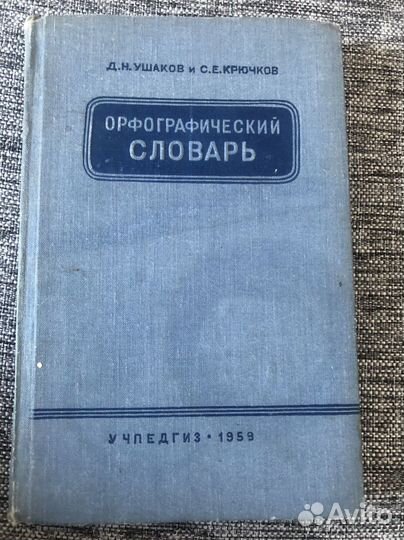 Д.Н.УШАКОВ и С.Е.КРЮЧКОВ
ОРФОГРАФИЧЕСКИЙ
СЛОВАРЬ
УЧПЕДГИЗ • 1959
Avito